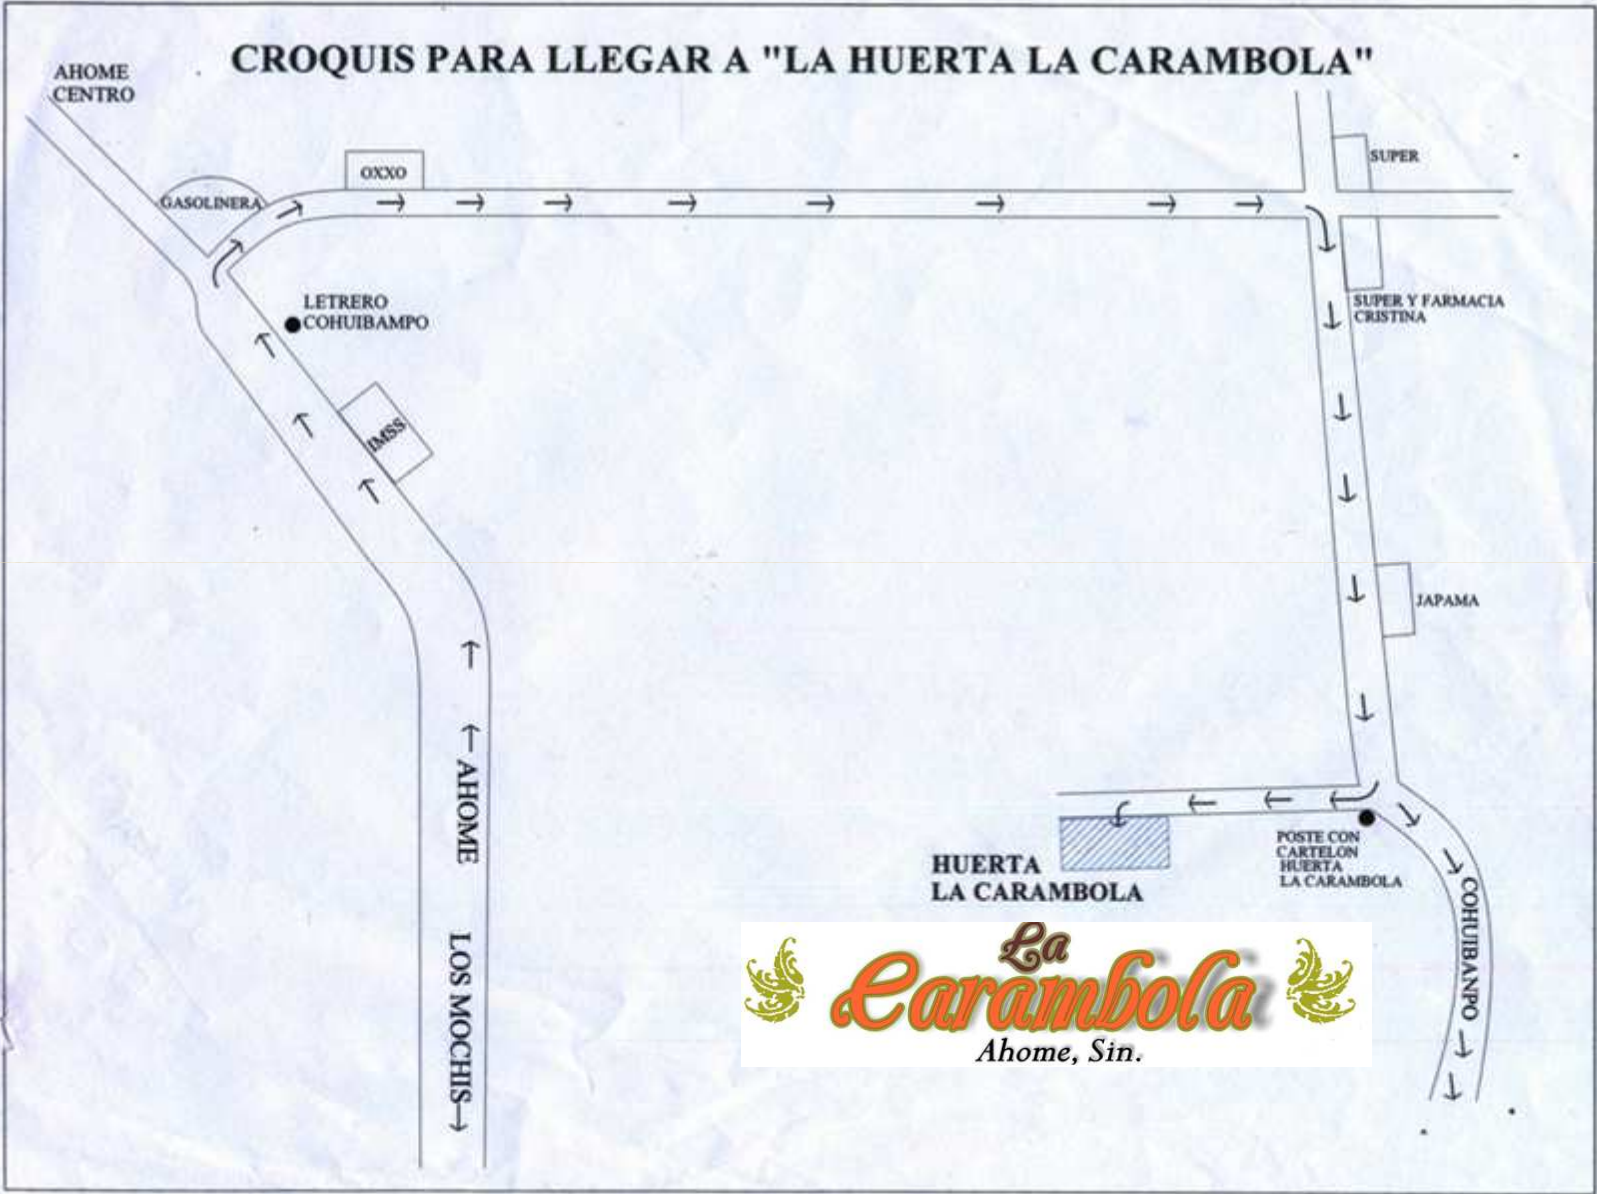 CROQUIS PARA LLEGAR A "LA HUERTA LA CARAMBOLA"
AHOME
CENTRO
SUPER
OXXO
GASOLINERA
LETRERO
COHUIBAMPO
SUPER Y FARMACIA
CRISTINA
IMSS
JAPAMA
AHOME
LOS MOCHIS
POSTE CON
CARTELON
HUERTA
LA CARAMBOLA
HUERTA
LA CARAMBOLA
COHUIBANPO
La
Carambola
Ahome, Sin.